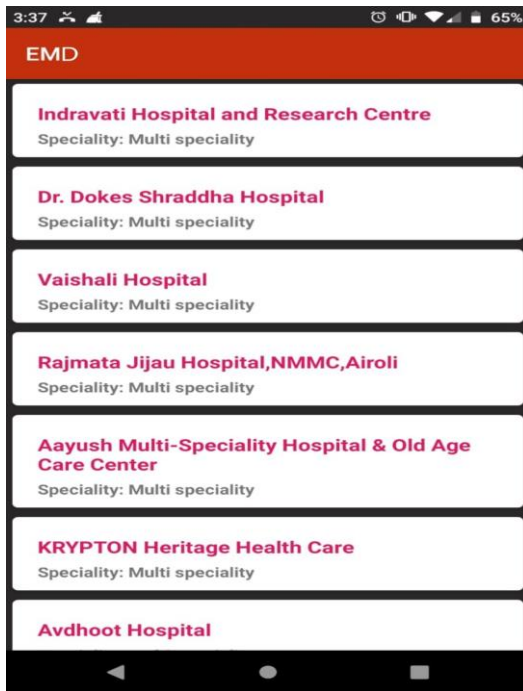 3:37
65%
EMD
Indravati Hospital and Research Centre
Speciality: Multi speciality
Dr. Dokes Shraddha Hospital
Speciality: Multi speciality
Vaishali Hospital
Speciality: Multi speciality
Rajmata Jijau Hospital,NMMC,Airoli
Speciality: Multi speciality
Aayush Multi-Speciality Hospital & Old Age
Care Center
Speciality: Multi speciality
KRYPTON Heritage Health Care
Speciality: Multi speciality
Avdhoot Hospital